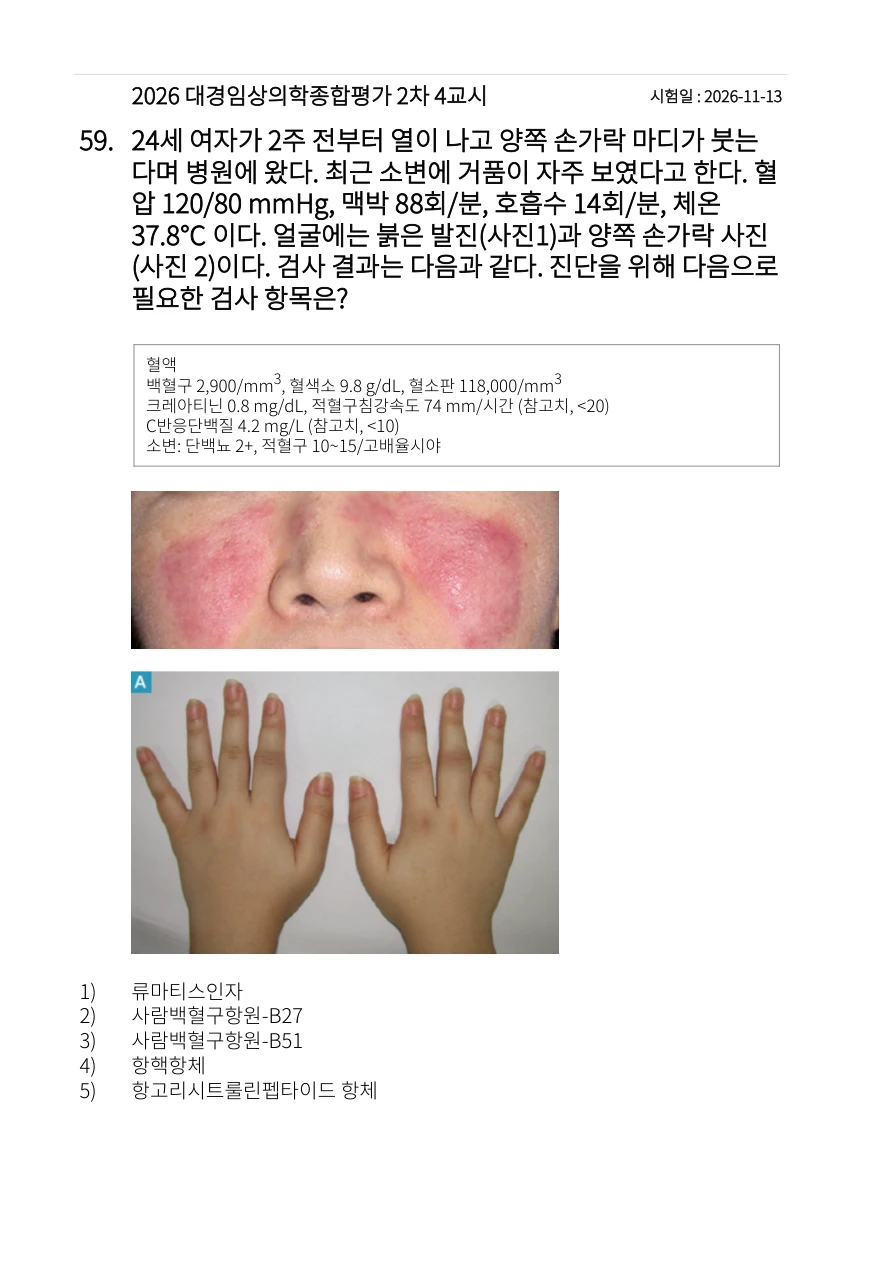 2026 대경임상의학종합평가 2차 4교시
시험일 : 2026-11-13
59. 24세 여자가 2주 전부터 열이 나고 양쪽 손가락 마디가 붓는
다며 병원에 왔다. 최근 소변에 거품이 자주 보였다고 한다. 혈
압 120/80 mmHg, 맥박 88회/분, 호흡수 14회/분, 체온
37.8°C 이다. 얼굴에는 붉은 발진(사진1)과 양쪽 손가락 사진
(사진 2)이다. 검사 결과는 다음과 같다. 진단을 위해 다음으로
필요한 검사 항목은?
혈액
백혈구 2,900/mm³, 혈색소 9.8 g/dL, 혈소판 118,000/mm³
크레아티닌 0.8 mg/dL, 적혈구침강속도 74 mm/시간 (참고치, <20)
C반응단백질 4.2 mg/L (참고치, <10)
소변: 단백뇨 2+, 적혈구 10~15/고배율시야
A
1) 류마티스인자
2) 사람백혈구항원-B27
3) 사람백혈구항원-B51
4) 항핵항체
5) 항고리시트룰린펩타이드 항체